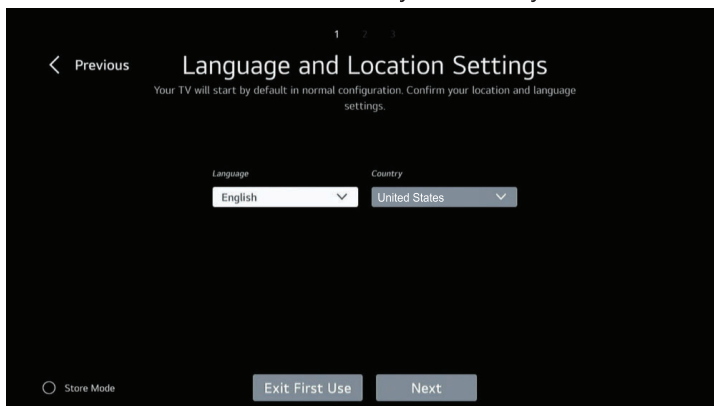 1 2 3
Previous
Language and Location Settings
Your TV will start by default in normal configuration. Confirm your location and language
settings.
Language Country
English United States
Store Mode
Exit First Use Next